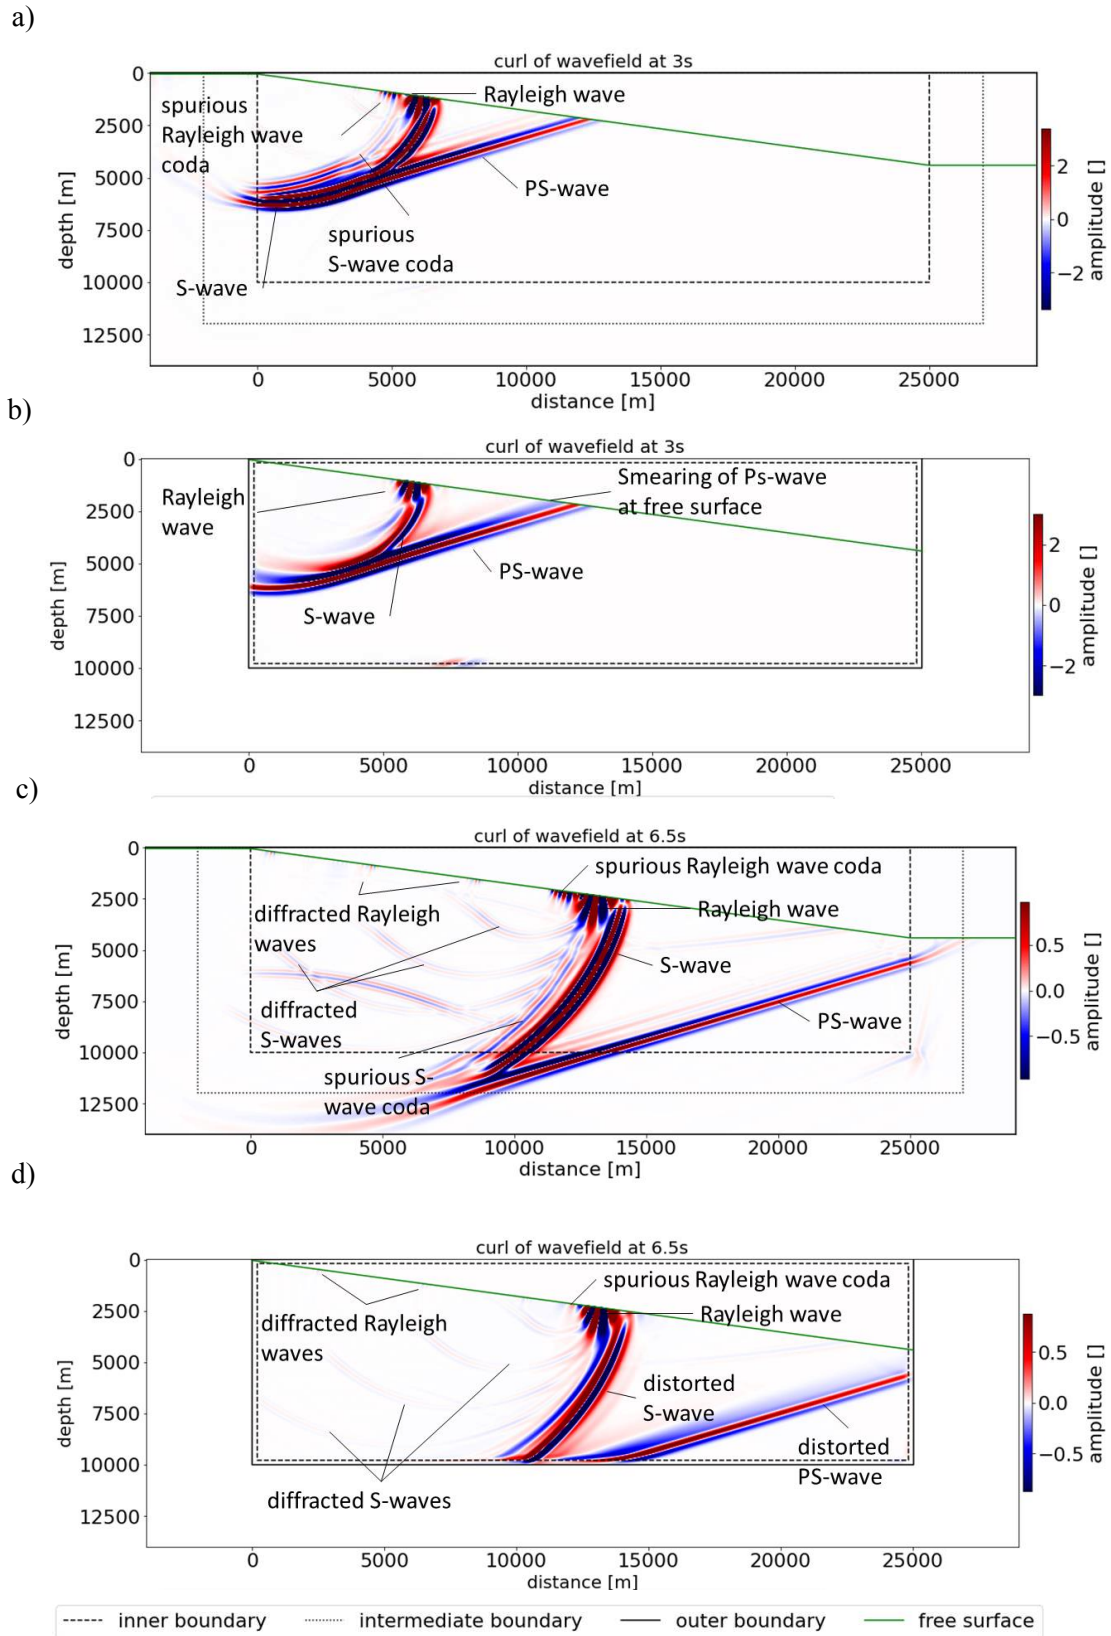 a)
curl of wavefield at 3s
0
2500
5000
7500
10000
12500
depth [m]
spurious
Rayleigh wave
coda
Rayleigh wave
PS-wave
spurious
S-wave coda
S-wave
0 5000 10000 15000 20000 25000
distance [m]
2
0
−2
amplitude []
b)
curl of wavefield at 3s
0
2500
5000
7500
10000
12500
depth [m]
Rayleigh
wave
Smearing of Ps-wave
at free surface
PS-wave
S-wave
0 5000 10000 15000 20000 25000
distance [m]
2
0
−2
amplitude []
c)
curl of wavefield at 6.5s
0
2500
5000
7500
10000
12500
depth [m]
spurious Rayleigh wave coda
Rayleigh wave
diffracted Rayleigh
waves
S-wave
diffracted
S-waves
PS-wave
spurious S-
wave coda
0 5000 10000 15000 20000 25000
distance [m]
0.5
0.0
−0.5
amplitude []
d)
curl of wavefield at 6.5s
0
2500
5000
7500
10000
12500
depth [m]
spurious Rayleigh wave coda
Rayleigh wave
diffracted Rayleigh
waves
distorted
S-wave
distorted
PS-wave
diffracted S-waves
0 5000 10000 15000 20000 25000
distance [m]
0.5
0.0
−0.5
amplitude []
inner boundary intermediate boundary outer boundary free surface